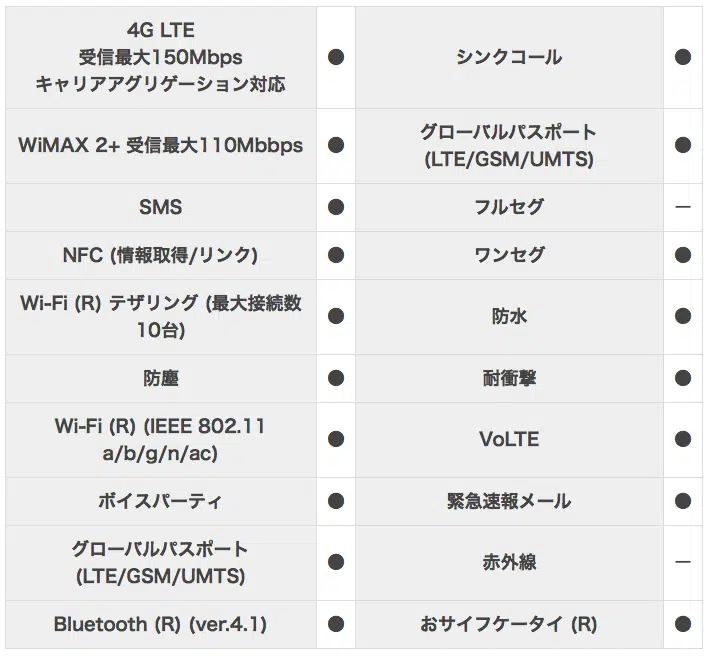 4G LTE
受信最大150Mbps
キャリアアグリゲーション対応
●
シンクコール
●
WiMAX 2+ 受信最大110Mbbps
●
グローバルパスポート
(LTE/GSM/UMTS)
●
SMS
●
フルセグ
—
NFC (情報取得/リンク)
●
ワンセグ
●
Wi-Fi (R) テザリング (最大接続数
10台)
●
防水
●
防塵
●
耐衝撃
●
Wi-Fi (R) (IEEE 802.11
a/b/g/n/ac)
●
VoLTE
●
ボイスパーティ
●
緊急速報メール
●
グローバルパスポート
(LTE/GSM/UMTS)
●
赤外線
—
Bluetooth (R) (ver.4.1)
●
おサイフケータイ (R)
●